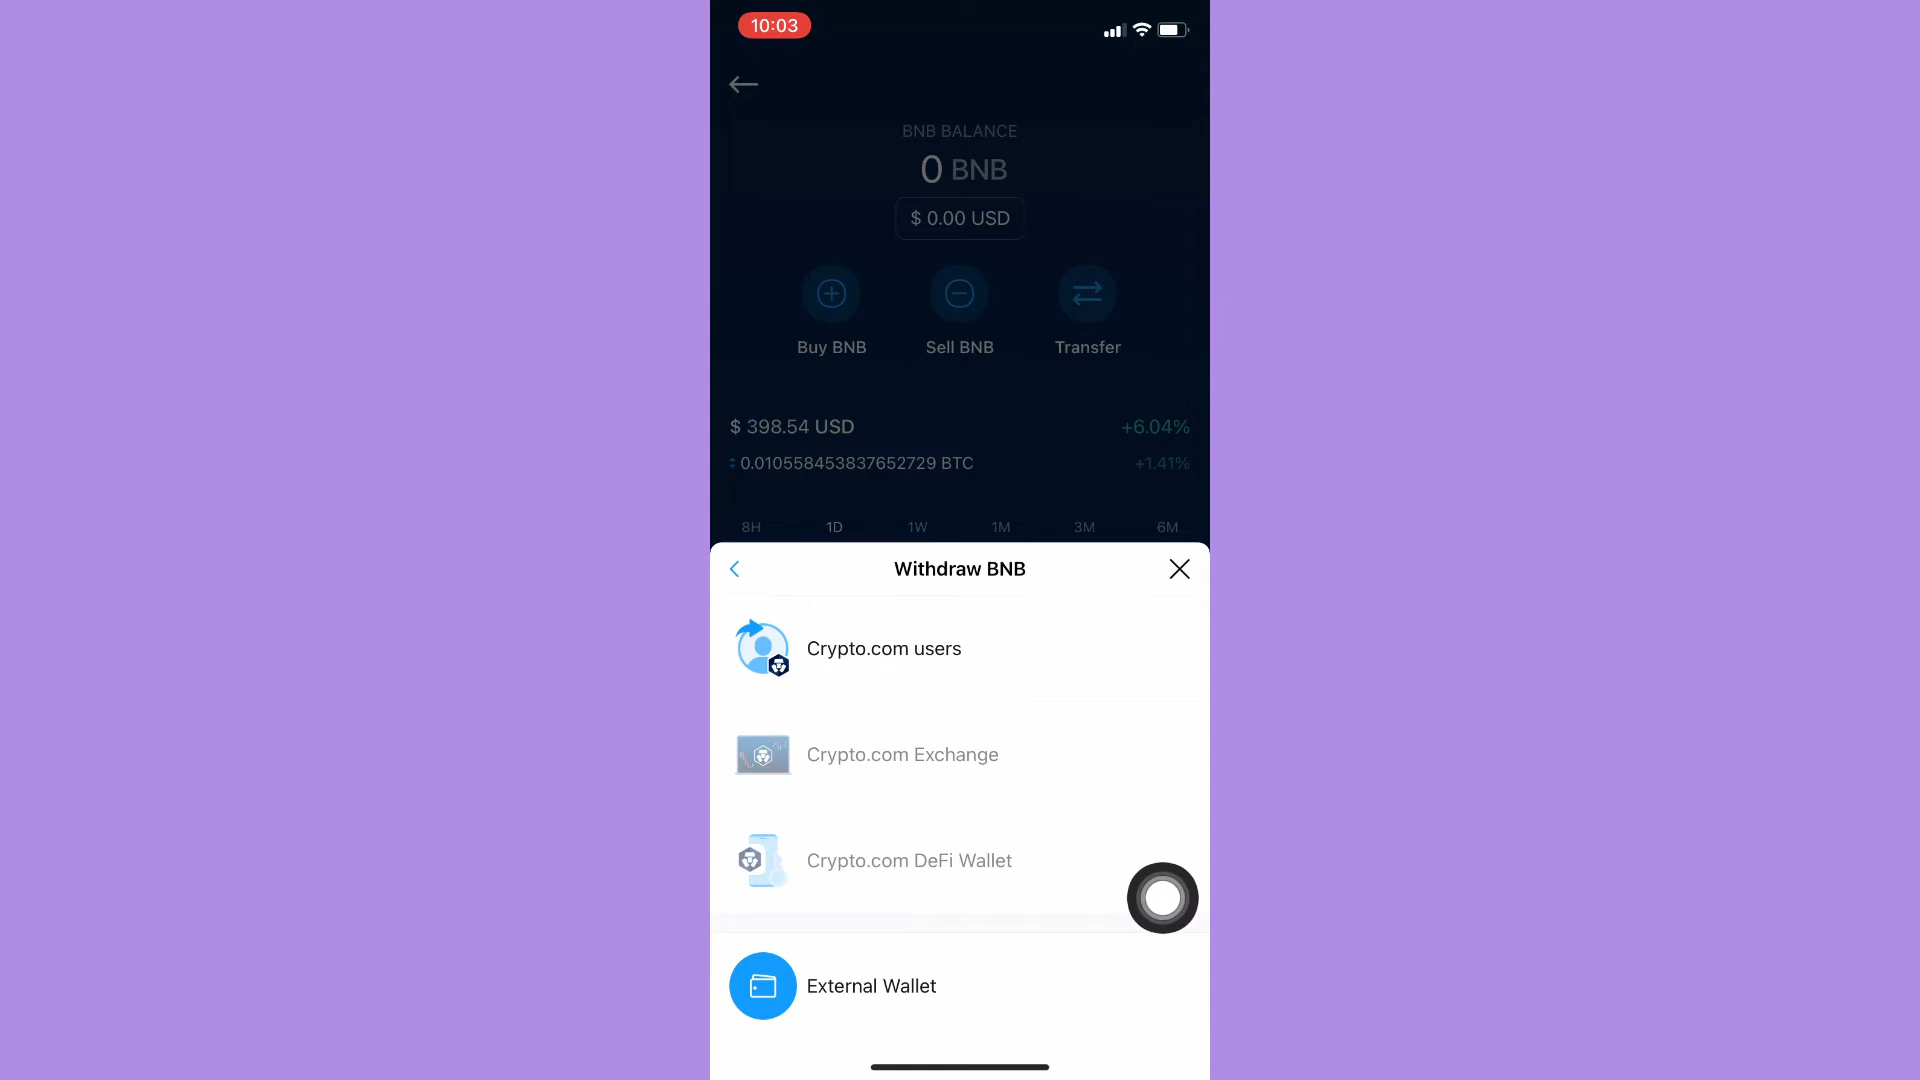 10:03
BNB BALANCE
0 BNB
$ 0.00 USD
Buy BNB
Sell BNB
Transfer
$ 398.54 USD
+6.04%
0.010558453837652729 BTC
+1.41%
8H
1D
1W
1M
3M
6M
Withdraw BNB
Crypto.com users
Crypto.com Exchange
Crypto.com DeFi Wallet
External Wallet